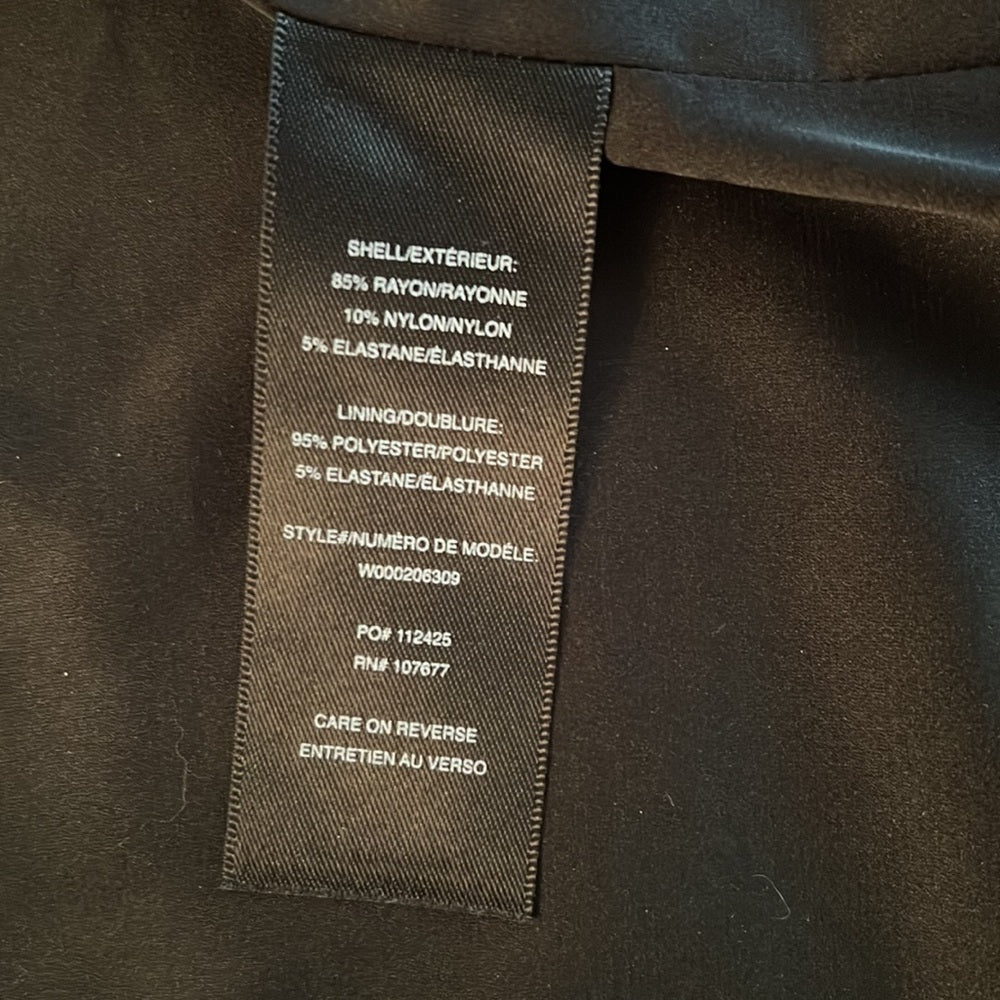 SHELL/EXTÉRIEUR:
85% RAYON/RAYONNE
10% NYLON/NYLON
5% ELASTANE/ÉLASTHANNE
LINING/DOUBLURE:
95% POLYESTER/POLYESTER
5% ELASTANE/ÉLASTHANNE
STYLE#/NUMÉRO DE MODÈLE.
W000206309
PO# 112425
RN# 107677
CARE ON REVERSE
ENTRETIEN AU VERSO